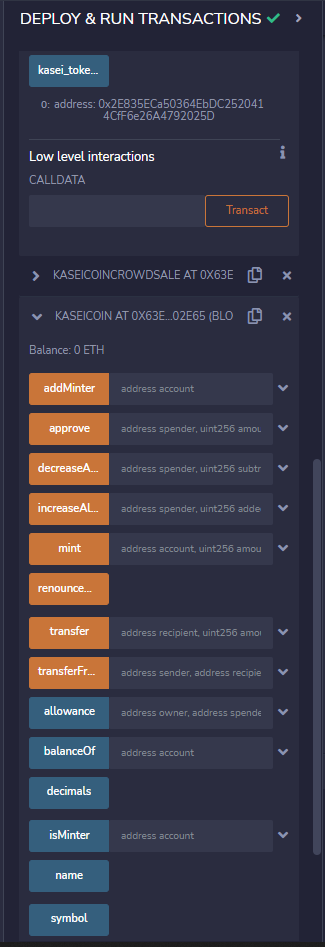 DEPLOY & RUN TRANSACTIONS
kasei_toke...
0: address: 0x2E835ECa50364EbDC252041
4CfF6e26A4792025D
Low level interactions
CALLDATA
Transact
KASEICOINCROWDSALE AT 0X63E
KASEICOIN AT 0X63E...02E65 (BLO
Balance: 0 ETH
addMinter address account
approve address spender, uint256 amou
decreaseA... address spender, uint256 subtr
increaseAl... address spender, uint256 adde
mint address account, uint256 amou
renounce...
transfer address recipient, uint256 amo
transferFr... address sender, address recipie
allowance address owner, address spende
balanceOf address account
decimals
isMinter address account
name
symbol